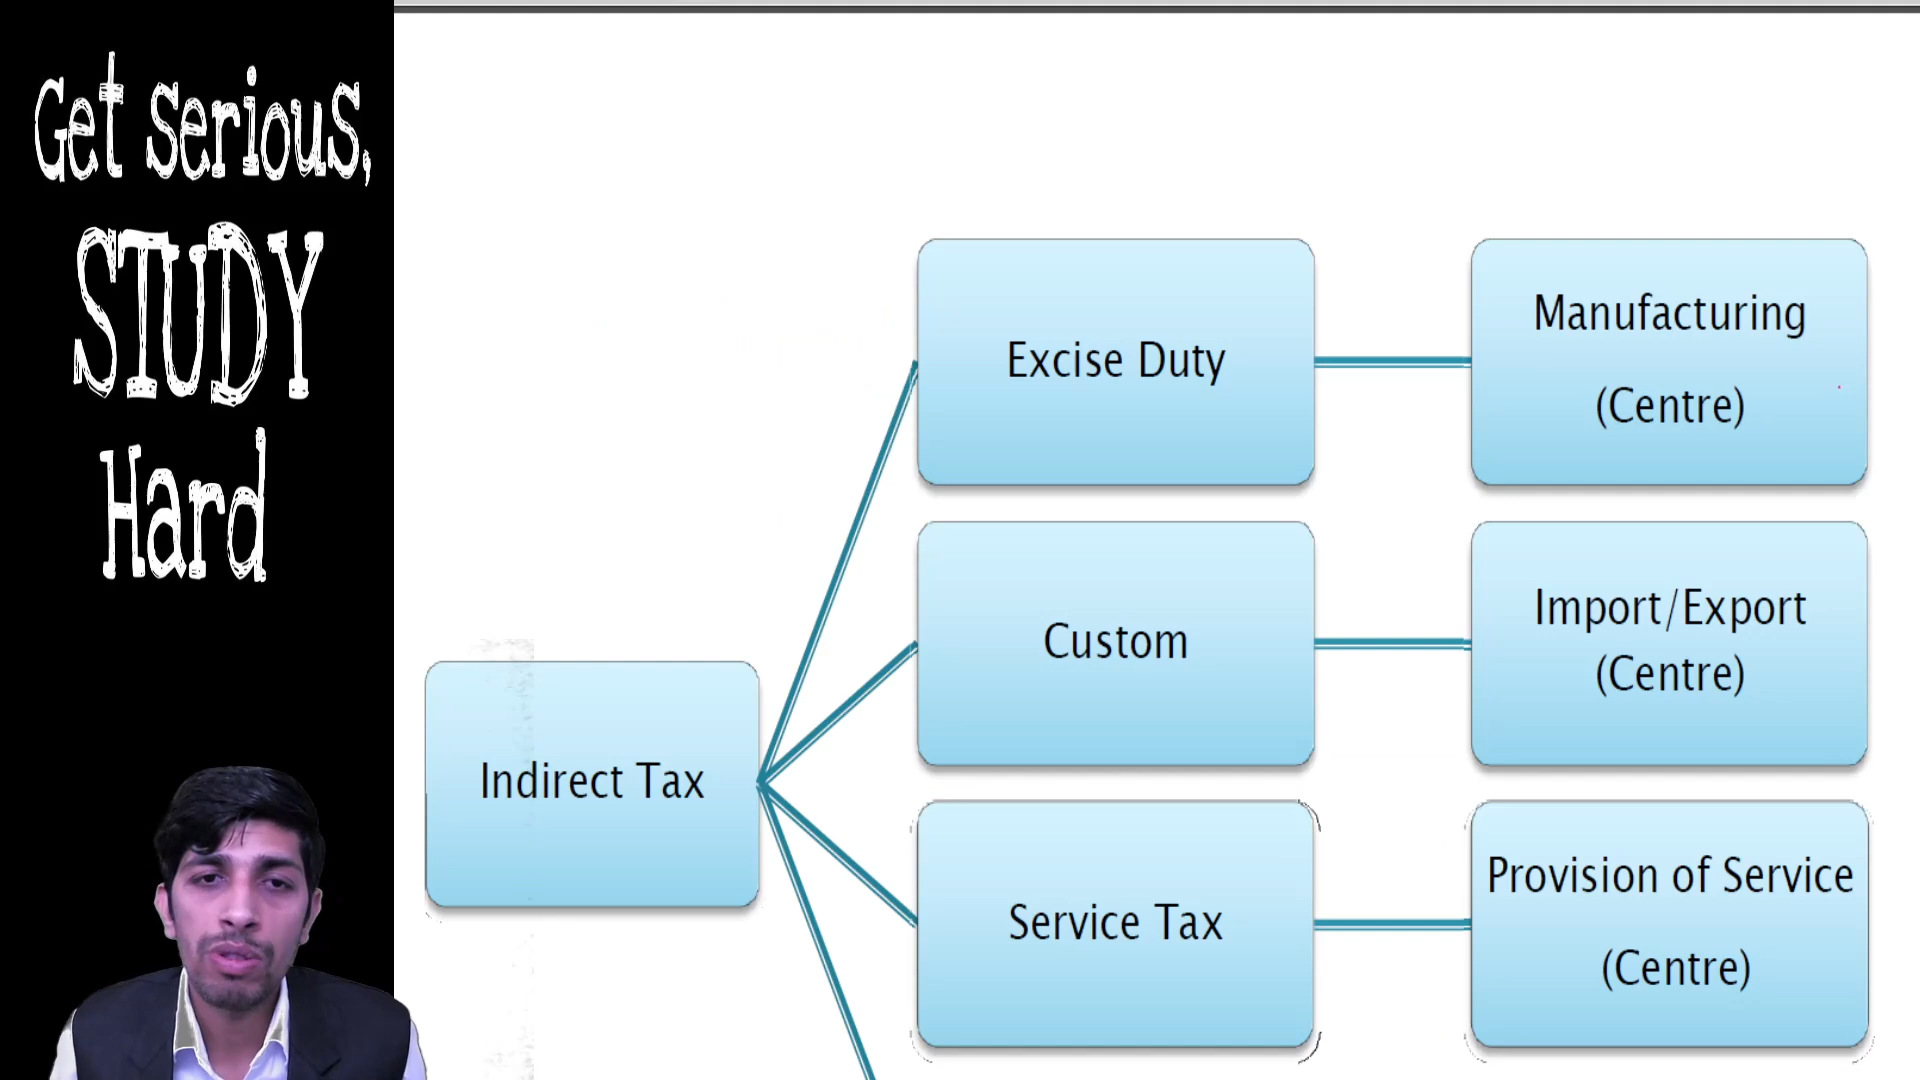 Get serious,
STUDY
Hard
Indirect Tax
Excise Duty
Manufacturing
(Centre)
Custom
Import/Export
(Centre)
Service Tax
Provision of Service
(Centre)